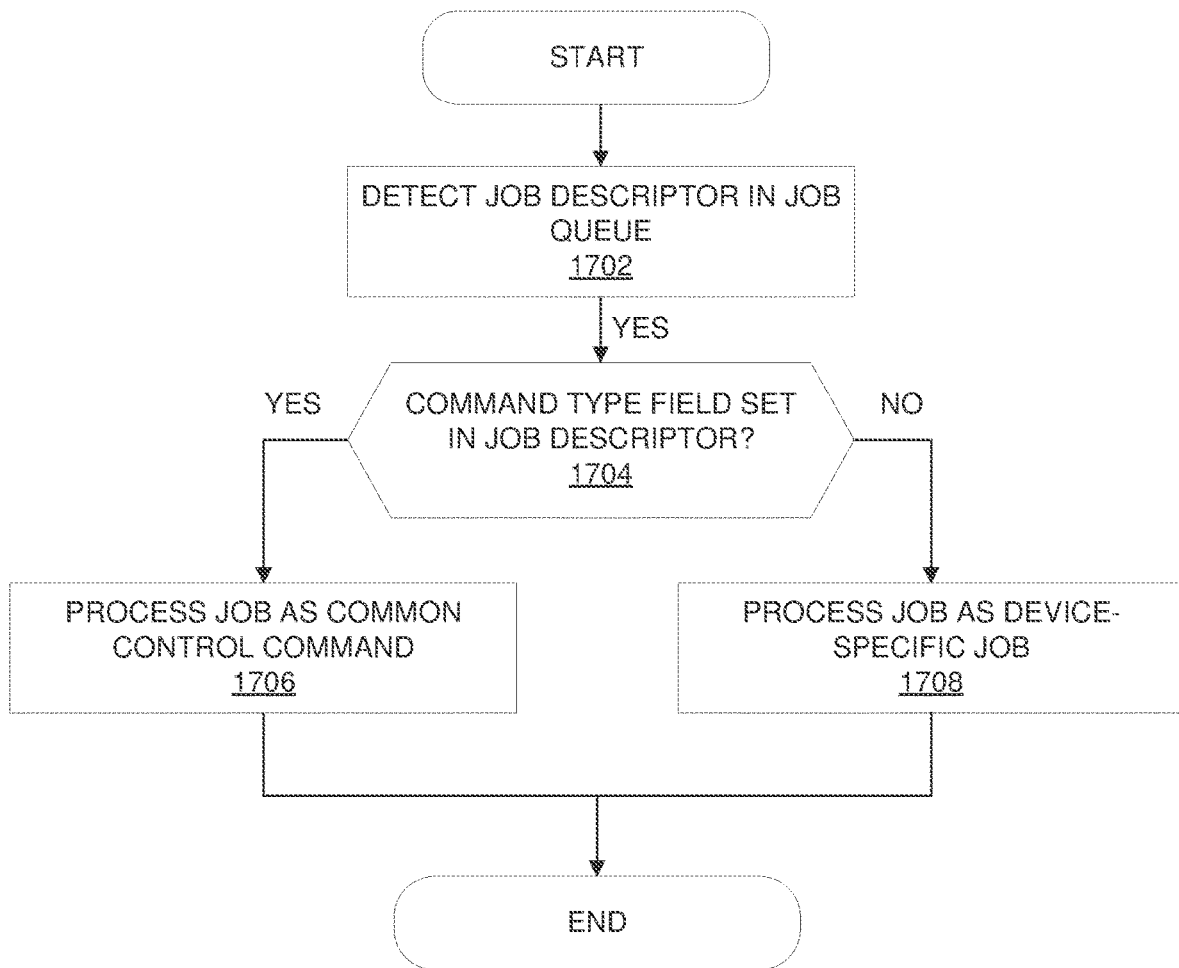 START
DETECT JOB DESCRIPTOR IN JOB
QUEUE
1702
YES
YES
COMMAND TYPE FIELD SET
IN JOB DESCRIPTOR?
1704
NO
PROCESS JOB AS COMMON
CONTROL COMMAND
1706
PROCESS JOB AS DEVICE-
SPECIFIC JOB
1708
END